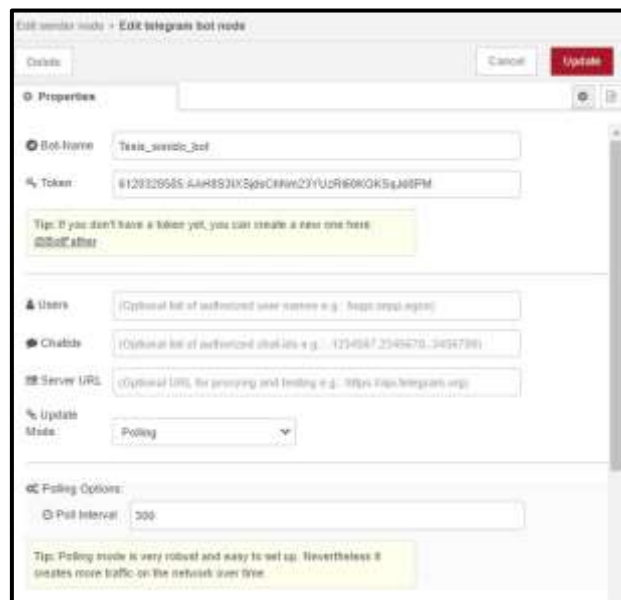 Edit sender node > Edit telegram bot node
Delete
Cancel
Update
Properties
Bot-Name
Tesis_sonido_bot
Token
Tip: If you don't have a token yet, you can create a new one here
@BotFather
Users
(Optional list of authorized user names e.g.: hugo,sepp,egon)
ChatIds
(Optional list of authorized chat-ids e.g.: -1234567,2345678,-3456789)
Server URL
(Optional URL for proxying and testing e.g.: https://api.telegram.org)
Update
Mode
Polling
Polling Options:
Poll Interval
300
Tip: Polling mode is very robust and easy to set up. Nevertheless it
creates more traffic on the network over time.